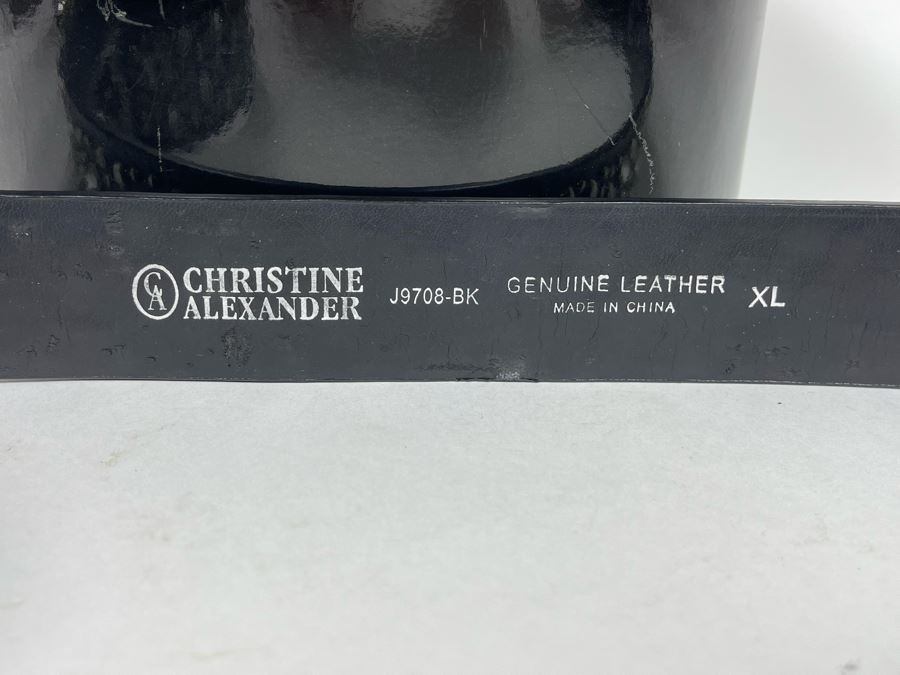 CA CHRISTINE
ALEXANDER
J9708-BK
GENUINE LEATHER
MADE IN CHINA
XL